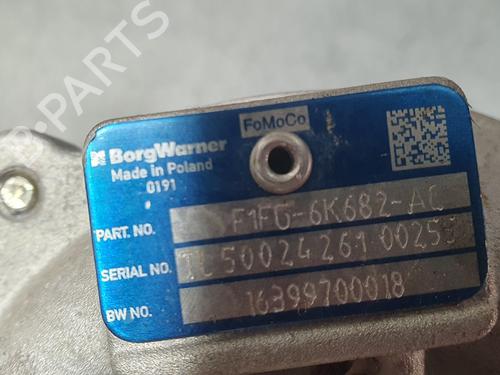 B-PARTS
FoMoCo
BorgWarner
Made in Poland
0191
PART NO. F1FG-6K682-AC
SERIAL NO.
BW NO. 16399700018